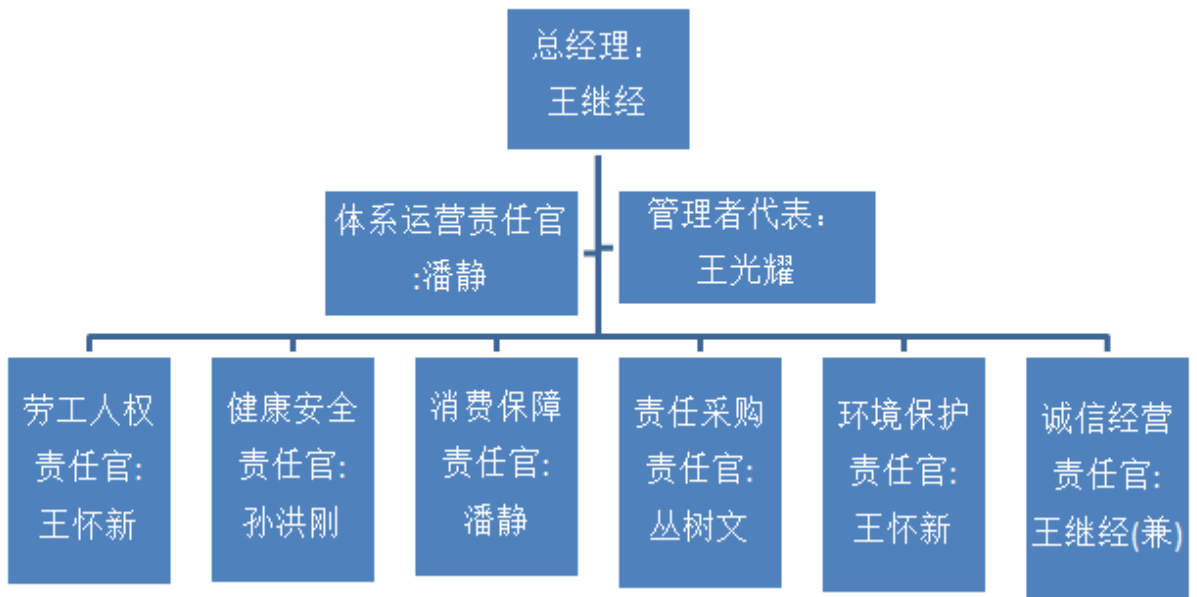 总经理：
王继经
体系运营责任官
:潘静
管理者代表：
王光耀
劳工人权
责任官:
王怀新
健康安全
责任官:
孙洪刚
消费保障
责任官:
潘静
责任采购
责任官:
丛树文
环境保护
责任官:
王怀新
诚信经营
责任官:
王继经(兼)